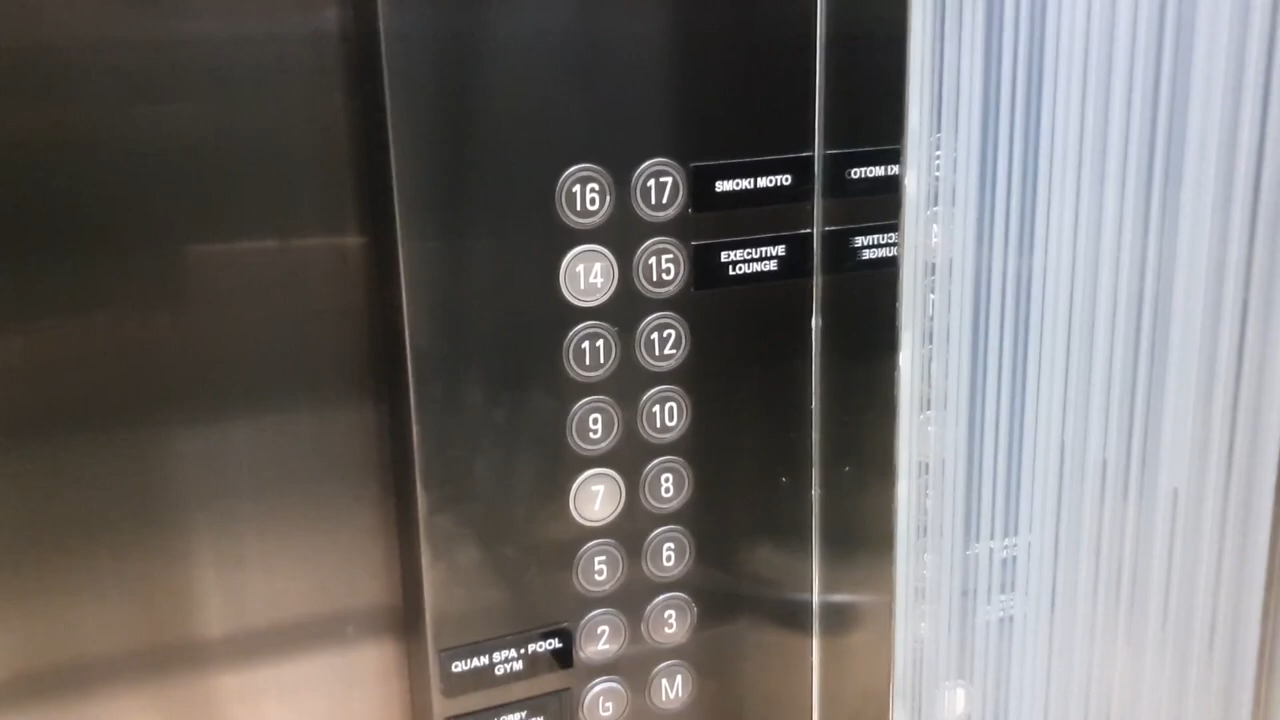 16 17 SMOKI MOTO
14 15 EXECUTIVE
LOUNGE
11 12
9 10
7 8
5 6
2 3
QUAN SPA • POOL
GYM
G M
LOBBY